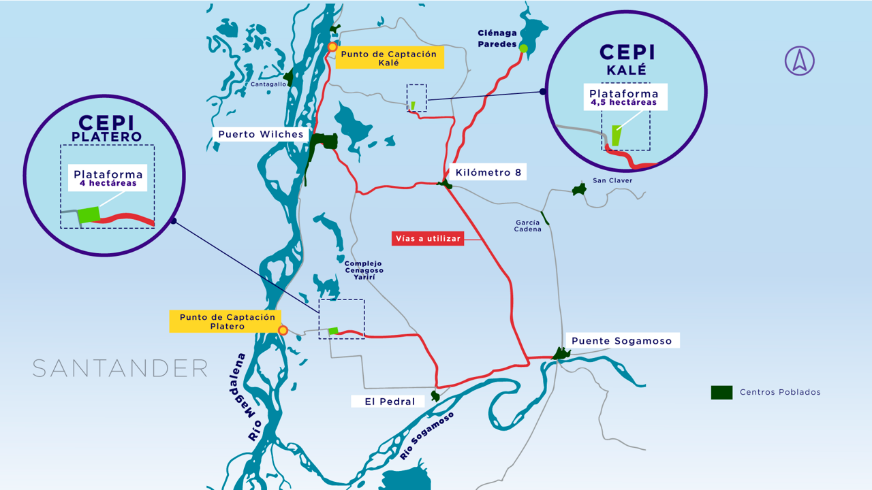 Ciénaga
Paredes
CEPI
KALÉ
Plataforma
4,5 hectáreas
Punto de Captación
Kalé
Cantagallo
CEPI
PLATERO
Plataforma
4 hectáreas
Puerto Wilches
Kilómetro 8
San Claver
García
Cadena
Vías a utilizar
Complejo
Cenagoso
Yarirí
Punto de Captación
Platero
SANTANDER
Puente Sogamoso
Río Magdalena
El Pedral
Río Sogamoso
Centros Poblados